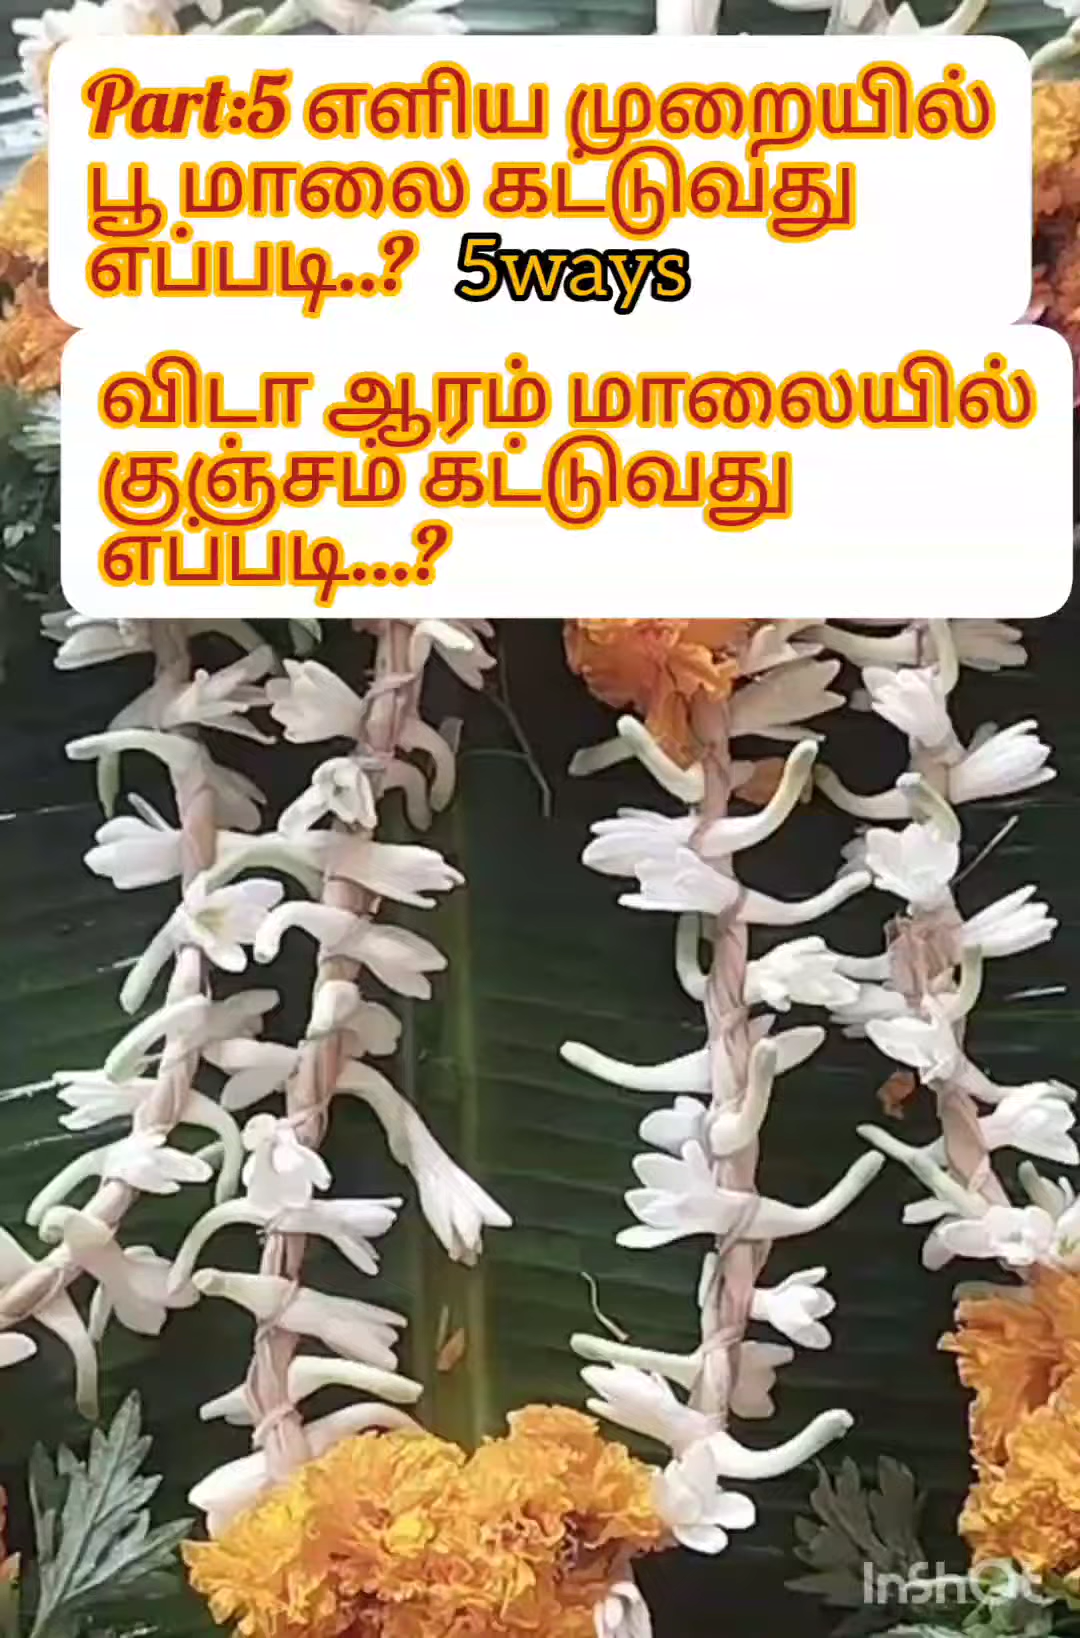 Part:5 எளிய முறையில்
பூ மாலை கட்டுவது
எப்படி..? 5ways
விடா ஆரம் மாலையில்
குஞ்சம் கட்டுவது
எப்படி...?
InShOt